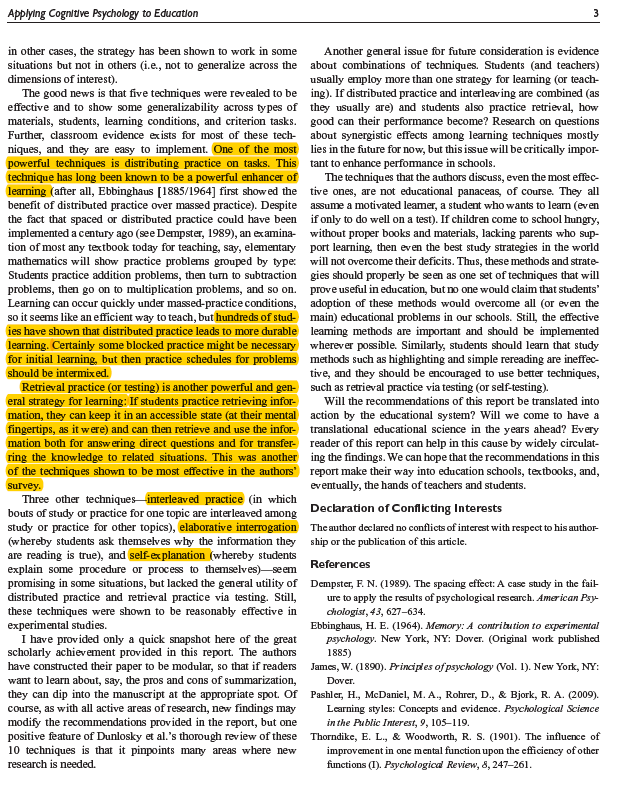 Applying Cognitive Psychology to Education
3
in other cases, the strategy has been shown to work in some
situations but not in others (i.e., not to generalize across the
dimensions of interest).
The good news is that five techniques were revealed to be
effective and to show some generalizability across types of
materials, students, learning conditions, and criterion tasks.
Further, classroom evidence exists for most of these tech-
niques, and they are easy to implement. One of the most
powerful techniques is distributing practice on tasks. This
technique has long been known to be a powerful enhancer of
learning (after all, Ebbinghaus [1885/1964] first showed the
benefit of distributed practice over massed practice). Despite
the fact that spaced or distributed practice could have been
implemented a century ago (see Dempster, 1989), an examina-
tion of most any textbook today for teaching, say, elementary
mathematics will show practice problems grouped by type:
Students practice addition problems, then turn to subtraction
problems, then go on to multiplication problems, and so on.
Learning can occur quickly under massed-practice conditions,
so it seems like an efficient way to teach, but hundreds of stud-
ies have shown that distributed practice leads to more durable
learning. Certainly some blocked practice might be necessary
for initial learning, but then practice schedules for problems
should be intermixed.
Retrieval practice (or testing) is another powerful and gen-
eral strategy for learning: If students practice retrieving infor-
mation, they can keep it in an accessible state (at their mental
fingertips, as it were) and can then retrieve and use the infor-
mation both for answering direct questions and for transfer-
ring the knowledge to related situations. This was another
of the techniques shown to be most effective in the authors'
survey.
Three other techniques—interleaved practice (in which
bouts of study or practice for one topic are interleaved among
study or practice for other topics), elaborative interrogation
(whereby students ask themselves why the information they
are reading is true), and self-explanation (whereby students
explain some procedure or process to themselves)—seem
promising in some situations, but lacked the general utility of
distributed practice and retrieval practice via testing. Still,
these techniques were shown to be reasonably effective in
experimental studies.
I have provided only a quick snapshot here of the great
scholarly achievement provided in this report. The authors
have constructed their paper to be modular, so that if readers
want to learn about, say, the pros and cons of summarization,
they can dip into the manuscript at the appropriate spot. Of
course, as with all active areas of research, new findings may
modify the recommendations provided in the report, but one
positive feature of Dunlosky et al.'s thorough review of these
10 techniques is that it pinpoints many areas where new
research is needed.
Another general issue for future consideration is evidence
about combinations of techniques. Students (and teachers)
usually employ more than one strategy for learning (or teach-
ing). If distributed practice and interleaving are combined (as
they usually are) and students also practice retrieval, how
good can their performance become? Research on questions
about synergistic effects among learning techniques mostly
lies in the future for now, but this issue will be critically impor-
tant to enhance performance in schools.
The techniques that the authors discuss, even the most effec-
tive ones, are not educational panaceas, of course. They all
assume a motivated learner, a student who wants to learn (even
if only to do well on a test). If children come to school hungry,
without proper books and materials, lacking parents who sup-
port learning, then even the best study strategies in the world
will not overcome their deficits. Thus, these methods and strate-
gies should properly be seen as one set of techniques that will
prove useful in education, but no one would claim that students'
adoption of these methods would overcome all (or even the
main) educational problems in our schools. Still, the effective
learning methods are important and should be implemented
wherever possible. Similarly, students should learn that study
methods such as highlighting and simple rereading are ineffec-
tive, and they should be encouraged to use better techniques,
such as retrieval practice via testing (or self-testing).
Will the recommendations of this report be translated into
action by the educational system? Will we come to have a
translational educational science in the years ahead? Every
reader of this report can help in this cause by widely circulat-
ing the findings. We can hope that the recommendations in this
report make their way into education schools, textbooks, and,
eventually, the hands of teachers and students.
Declaration of Conflicting Interests
The author declared no conflicts of interest with respect to his author-
ship or the publication of this article.
References
Dempster, F. N. (1989). The spacing effect: A case study in the fail-
ure to apply the results of psychological research. American Psy-
chologist, 43, 627–634.
Ebbinghaus, H. E. (1964). Memory: A contribution to experimental
psychology. New York, NY: Dover. (Original work published
1885)
James, W. (1890). Principles of psychology (Vol. 1). New York, NY:
Dover.
Pashler, H., McDaniel, M. A., Rohrer, D., & Bjork, R. A. (2009).
Learning styles: Concepts and evidence. Psychological Science
in the Public Interest, 9, 105–119.
Thorndike, E. L., & Woodworth, R. S. (1901). The influence of
improvement in one mental function upon the efficiency of other
functions (I). Psychological Review, 8, 247–261.